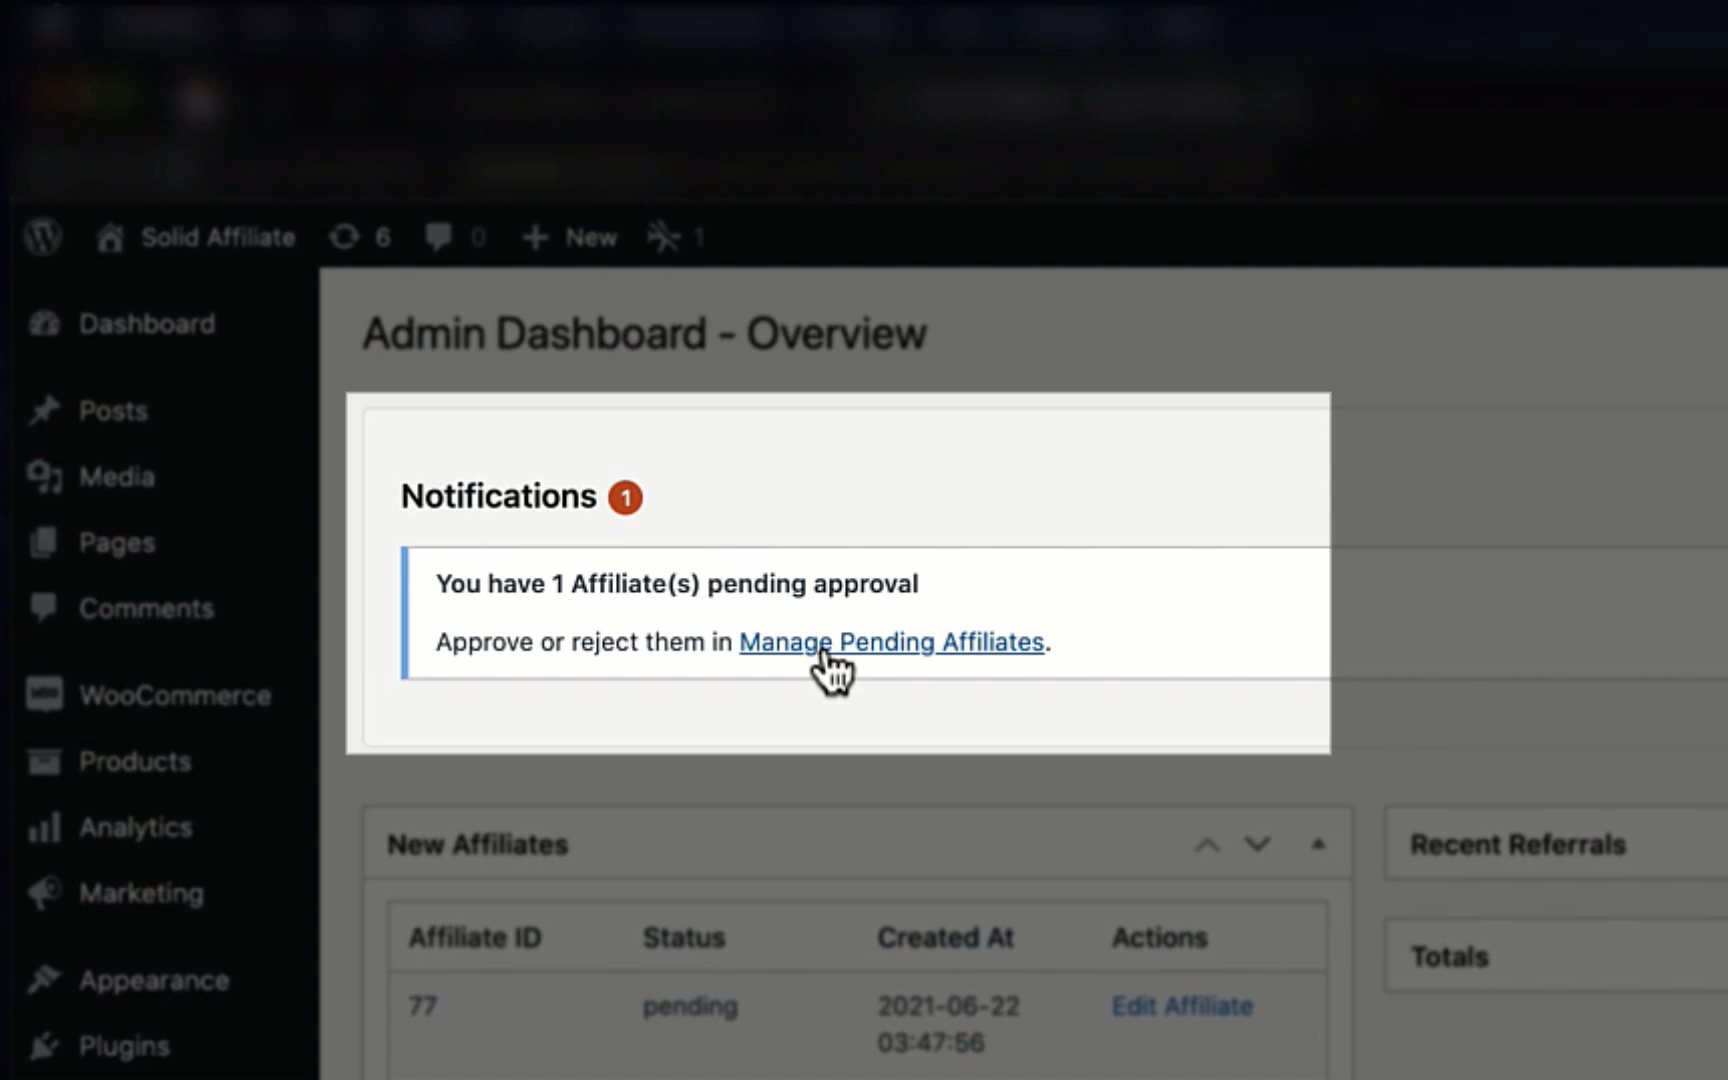 Solid Affiliate 6 0 New 1
Dashboard
Posts
Media
Pages
Comments
WooCommerce
Products
Analytics
Marketing
Appearance
Plugins
Admin Dashboard - Overview
Notifications 1
You have 1 Affiliate(s) pending approval
Approve or reject them in Manage Pending Affiliates.
New Affiliates
Affiliate ID Status Created At Actions
77 pending 2021-06-22 Edit Affiliate
03:47:56
Recent Referrals
Totals